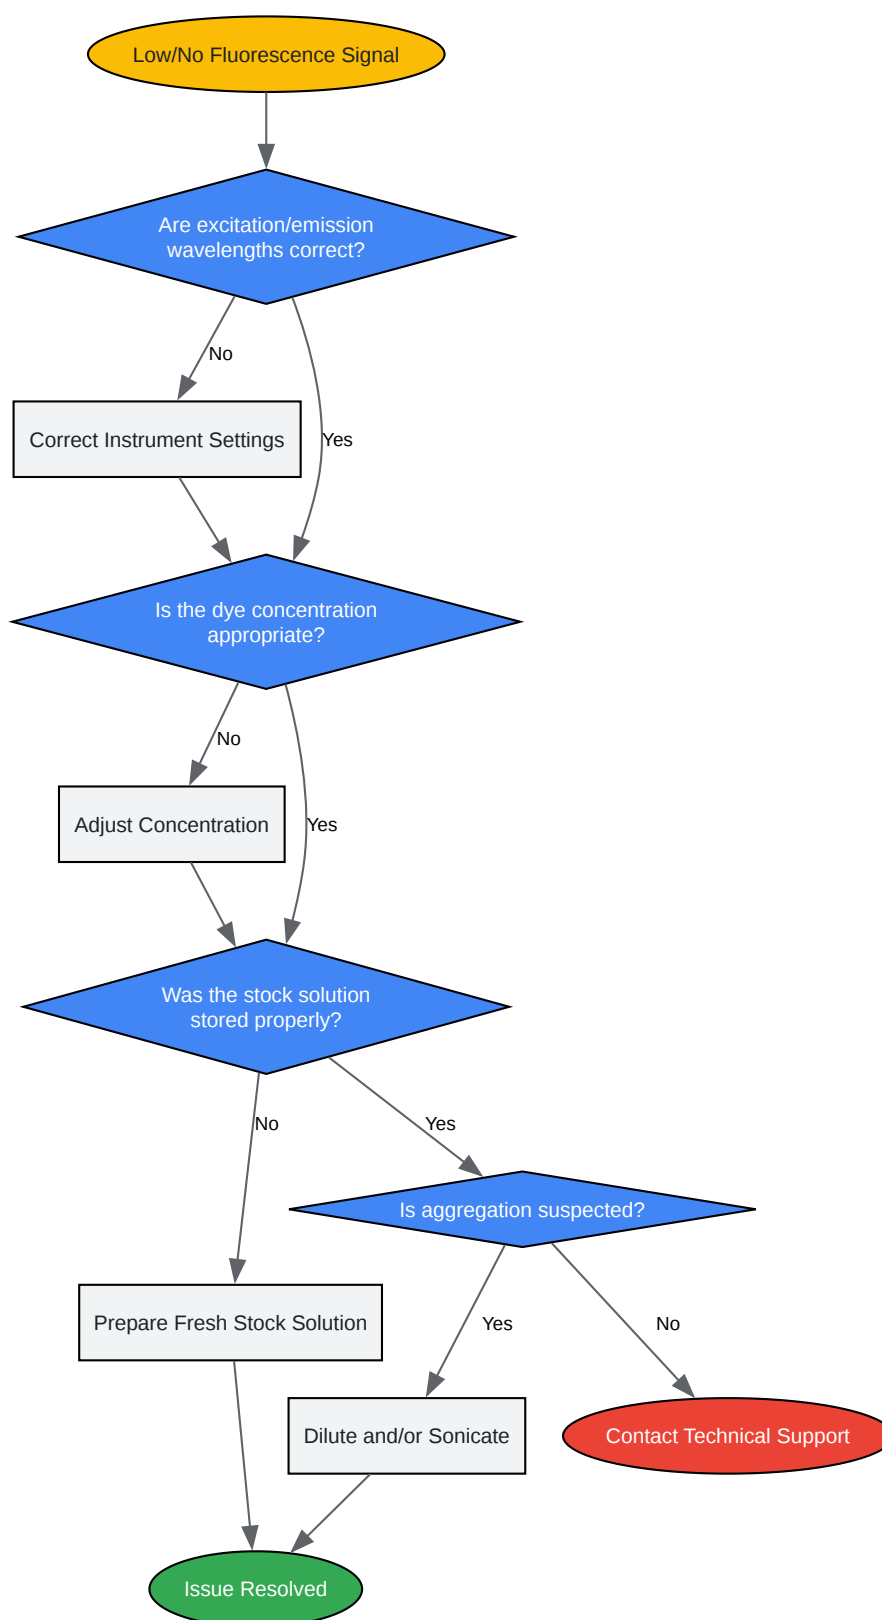 Low/No Fluorescence Signal
Are excitation/emission
wavelengths correct?
No
Correct Instrument Settings
Yes
Is the dye concentration
appropriate?
No
Adjust Concentration
Yes
Was the stock solution
stored properly?
No
Yes
Is aggregation suspected?
Prepare Fresh Stock Solution
Yes
No
Dilute and/or Sonicate
Contact Technical Support
Issue Resolved